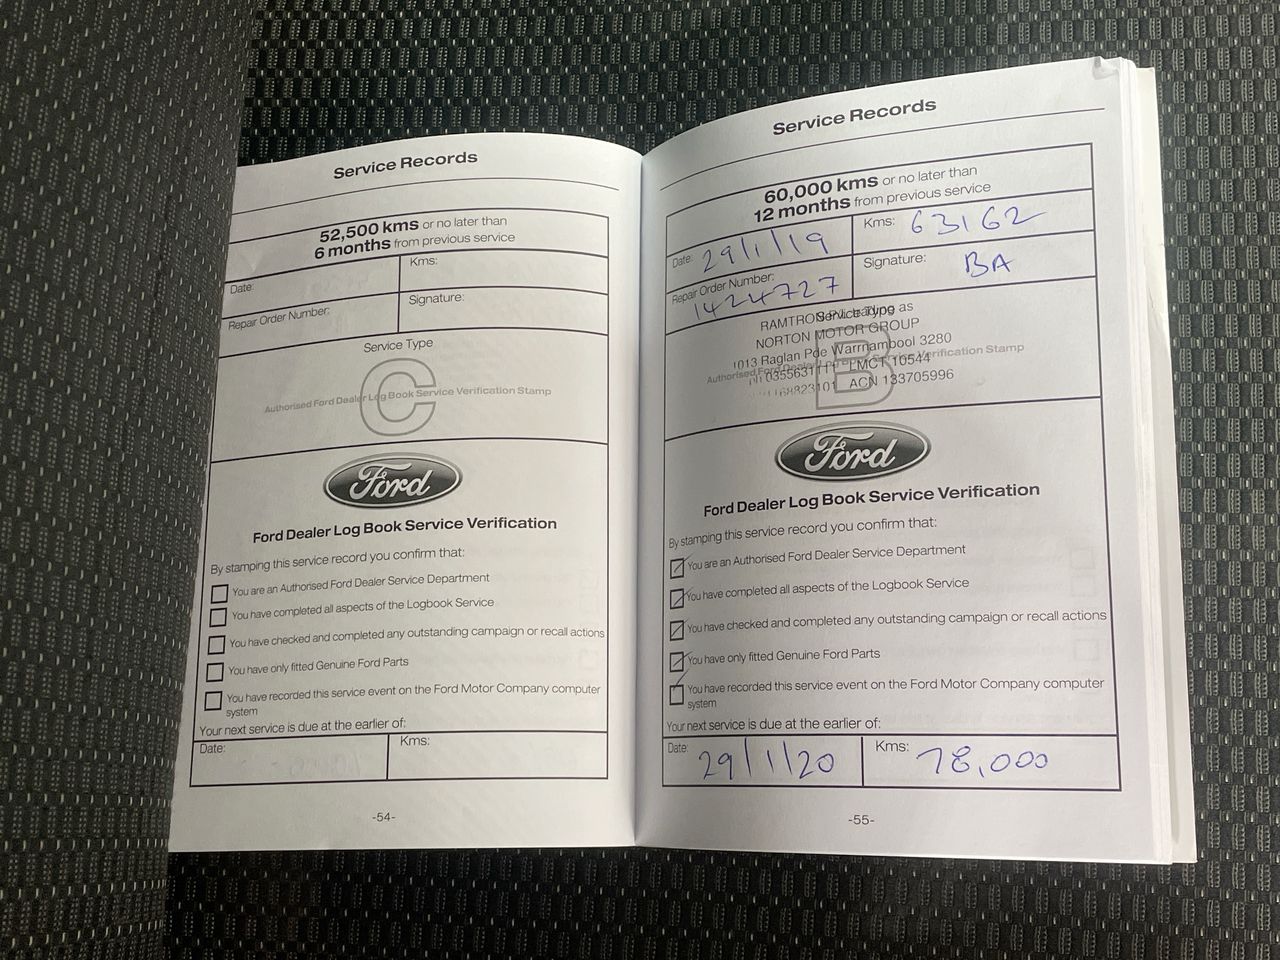 Service Records
52,500 kms or no later than
6 months from previous service
Date:
Kms:
Repair Order Number:
Signature:
Service Type
C
Authorised Ford Dealer Log Book Service Verification Stamp
Ford
Ford Dealer Log Book Service Verification
By stamping this service record you confirm that:
You are an Authorised Ford Dealer Service Department
You have completed all aspects of the Logbook Service
You have checked and completed any outstanding campaign or recall actions
You have only fitted Genuine Ford Parts
You have recorded this service event on the Ford Motor Company computer
system
Your next service is due at the earlier of:
Date:
Kms:
-54-
Service Records
60,000 kms or no later than
12 months from previous service
Date: 29/1/19
Kms: 63162
Repair Order Number:
1424727
Signature: BA
Service Type
RAMTRON trading as
NORTON MOTOR GROUP
1013 Raglan Pde Warrnambool 3280
LMCT 10544
ACN 133705996
B
Authorised Ford Verification Stamp
Ford
Ford Dealer Log Book Service Verification
By stamping this service record you confirm that:
You are an Authorised Ford Dealer Service Department
You have completed all aspects of the Logbook Service
You have checked and completed any outstanding campaign or recall actions
You have only fitted Genuine Ford Parts
You have recorded this service event on the Ford Motor Company computer
system
Your next service is due at the earlier of:
Date: 29/1/20
Kms: 78,000
-55-